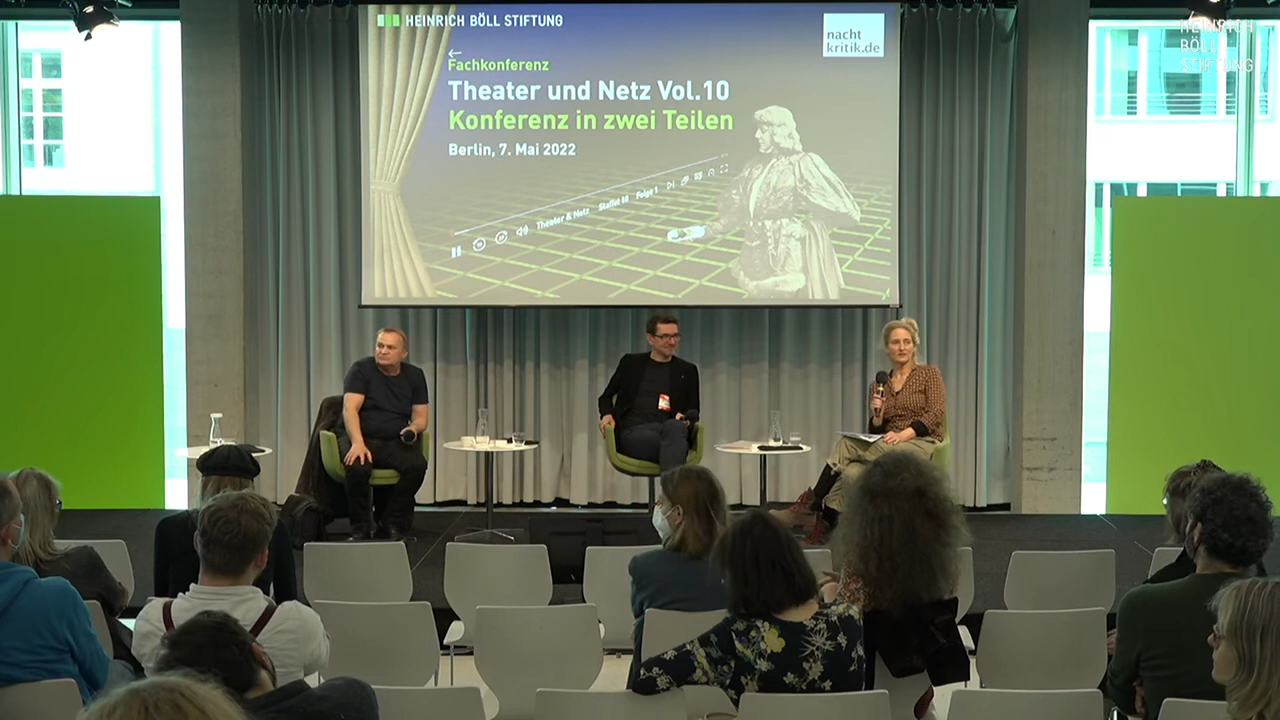 HEINRICH BÖLL STIFTUNG
nacht
kritik.de
Fachkonferenz
Theater und Netz Vol.10
Konferenz in zwei Teilen
Berlin, 7. Mai 2022
Theater & Netz Staffel 10 Folge 1
HEINRICH
BÖLL
STIFTUNG